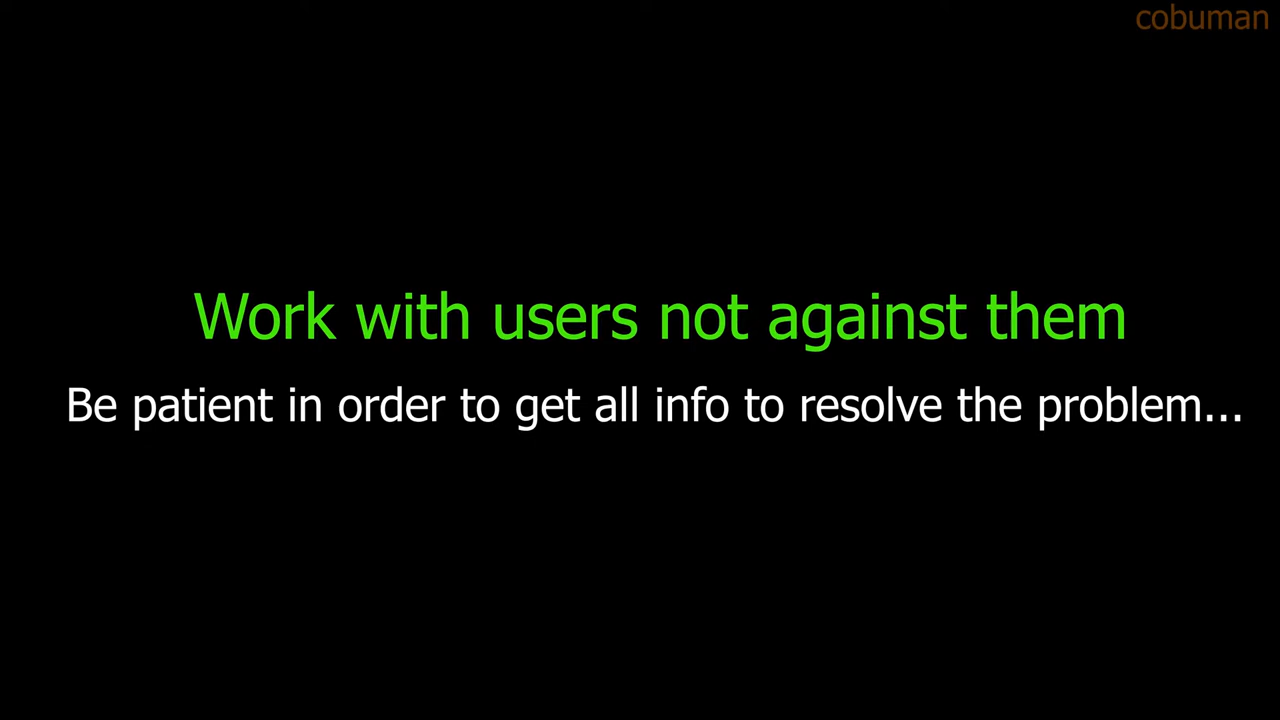 cobuman
Work with users not against them
Be patient in order to get all info to resolve the problem...